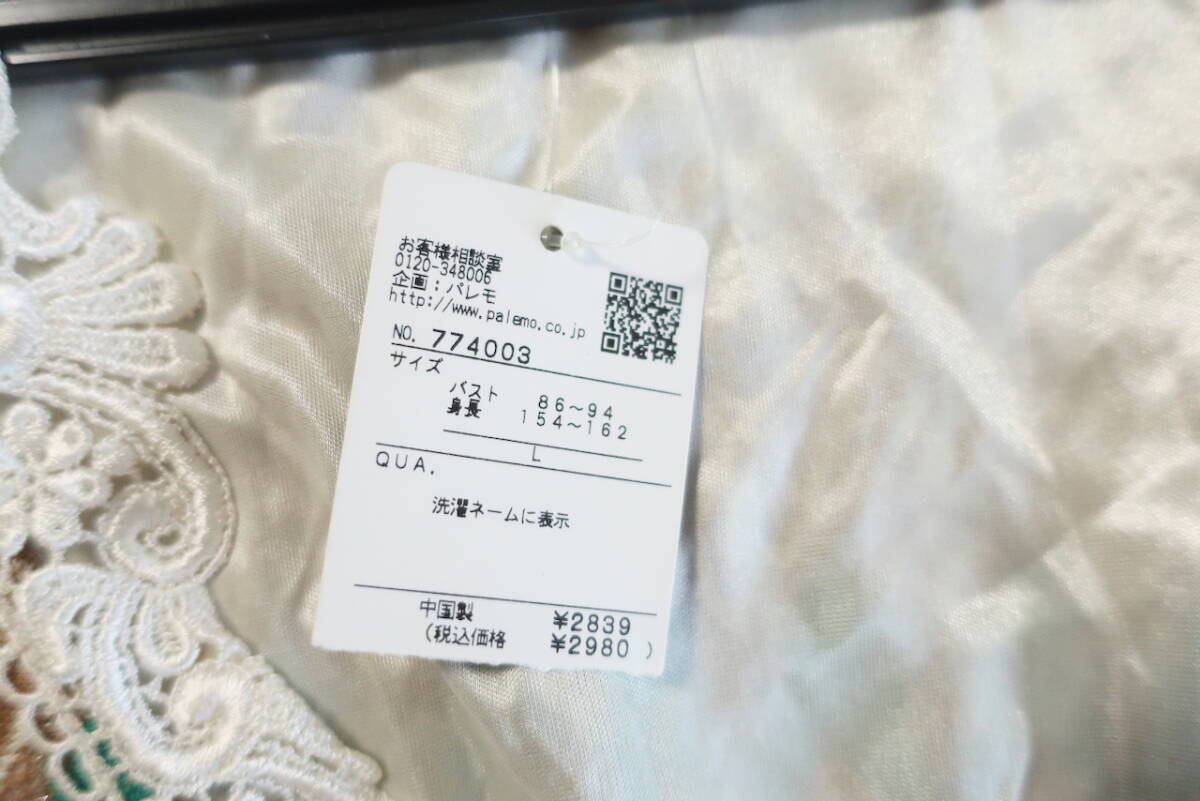 お客様相談室
0120-348006
企画：パレモ
http://www.palemo.co.jp
NO. 774003
サイズ
バスト 86～94
身長 154～162
L
QUA.
洗濯ネームに表示
中国製 ¥2839
(税込価格 ¥2980 )